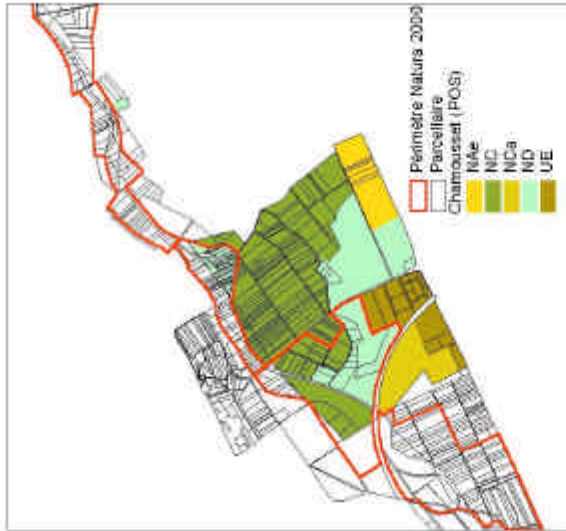 Périmètre Natura 2000
Parcellaire
Chamousset (POS)
NAe
NC
NCa
ND
UE